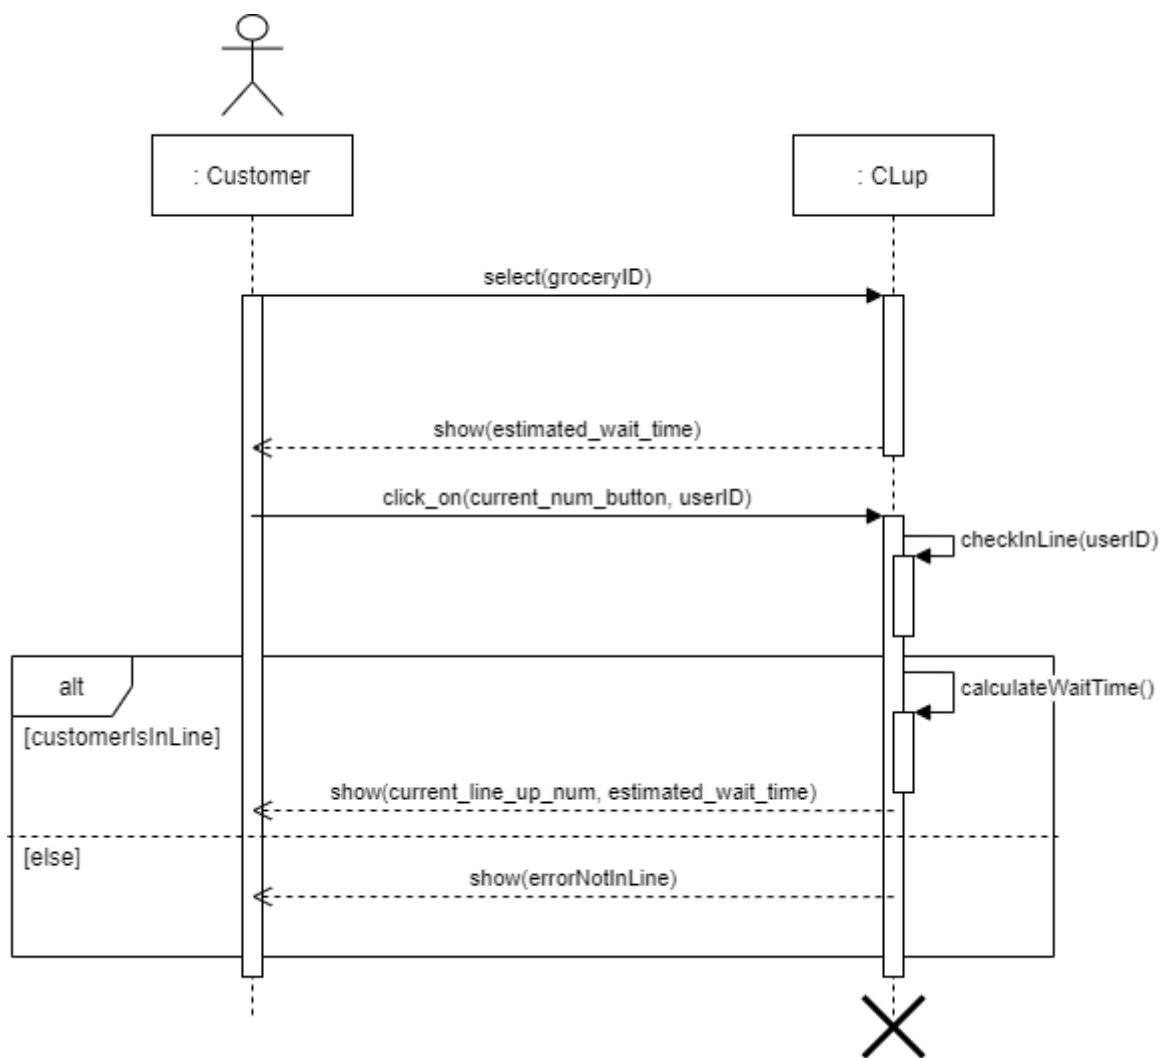 : Customer
: CLup
select(groceryID)
show(estimated_wait_time)
click_on(current_num_button, userID)
checkInLine(userID)
alt
calculateWaitTime()
[customerIsInLine]
show(current_line_up_num, estimated_wait_time)
[else]
show(errorNotInLine)